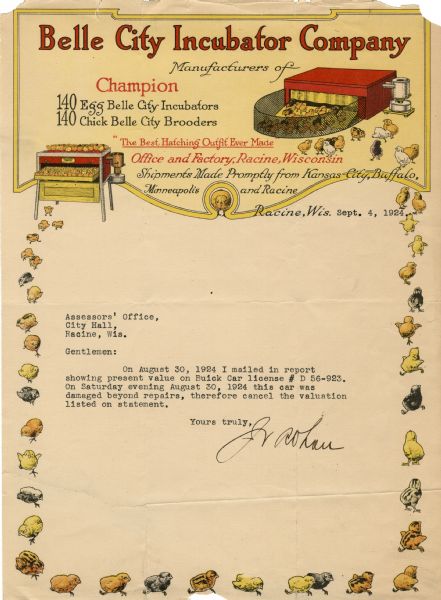 Belle City Incubator Company
Manufacturers of
Champion
140 Egg Belle City Incubators
140 Chick Belle City Brooders
"The Best Hatching Outfit Ever Made
Office and Factory, Racine, Wisconsin
Shipments Made Promptly from Kansas City, Buffalo,
Minneapolis and Racine
Racine, Wis. Sept. 4, 1924.
Assessors' Office,
City Hall,
Racine, Wis.
Gentlemen:
On August 30, 1924 I mailed in report
showing present value on Buick Car license # D 56-923.
On Saturday evening August 30, 1924 this car was
damaged beyond repairs, therefore cancel the valuation
listed on statement.
Yours truly,